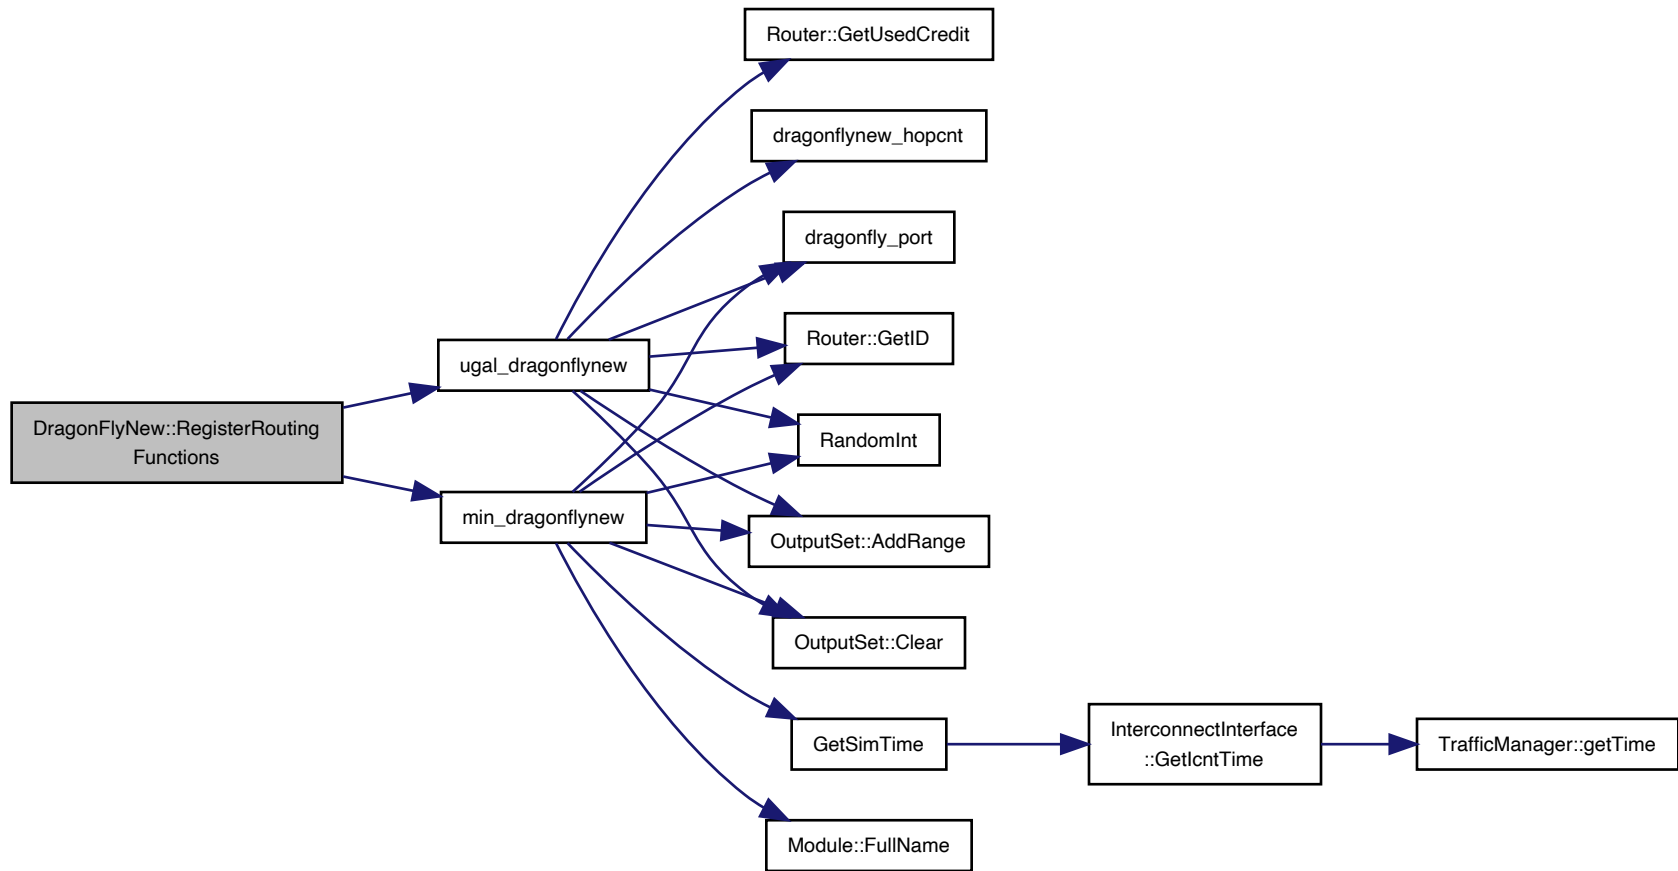 Router::GetUsedCredit
dragonflynew_hopcnt
dragonfly_port
Router::GetID
ugal_dragonflynew
DragonFlyNew::RegisterRouting
Functions
RandomInt
min_dragonflynew
OutputSet::AddRange
OutputSet::Clear
GetSimTime
InterconnectInterface
::GetIcntTime
TrafficManager::getTime
Module::FullName